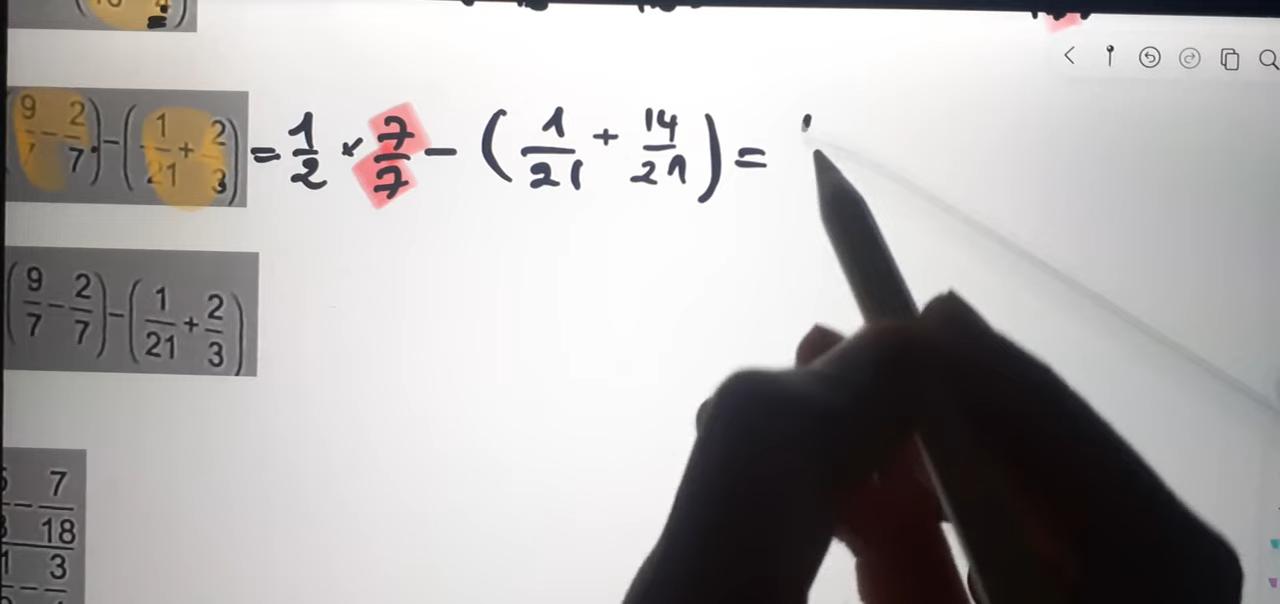 (9/7 - 2/7) - (1/21 + 2/3) = 1/2 × 7/7 - (1/21 + 14/21) =
(9/7 - 2/7) - (1/21 + 2/3)
- 7/18
1 3